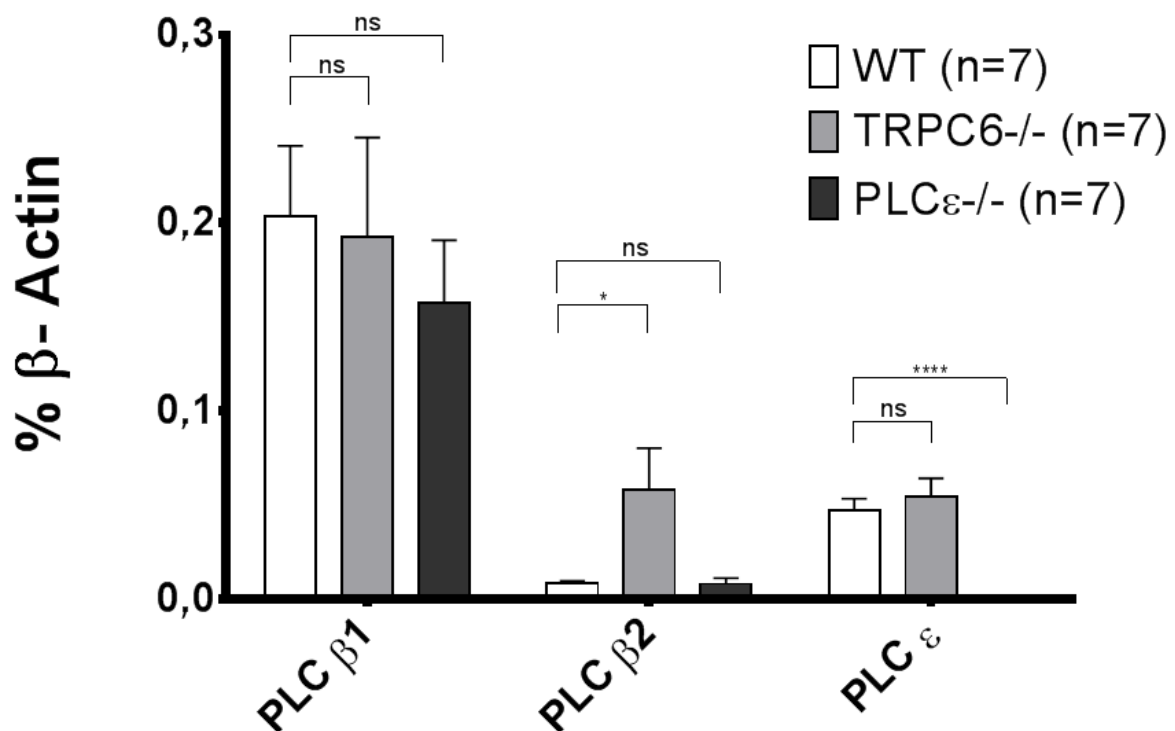 % β- Actin
0,3
0,2
0,1
0,0
ns
ns
ns
*
****
ns
WT (n=7)
TRPC6-/- (n=7)
PLCε-/- (n=7)
PLC β1
PLC β2
PLC ε